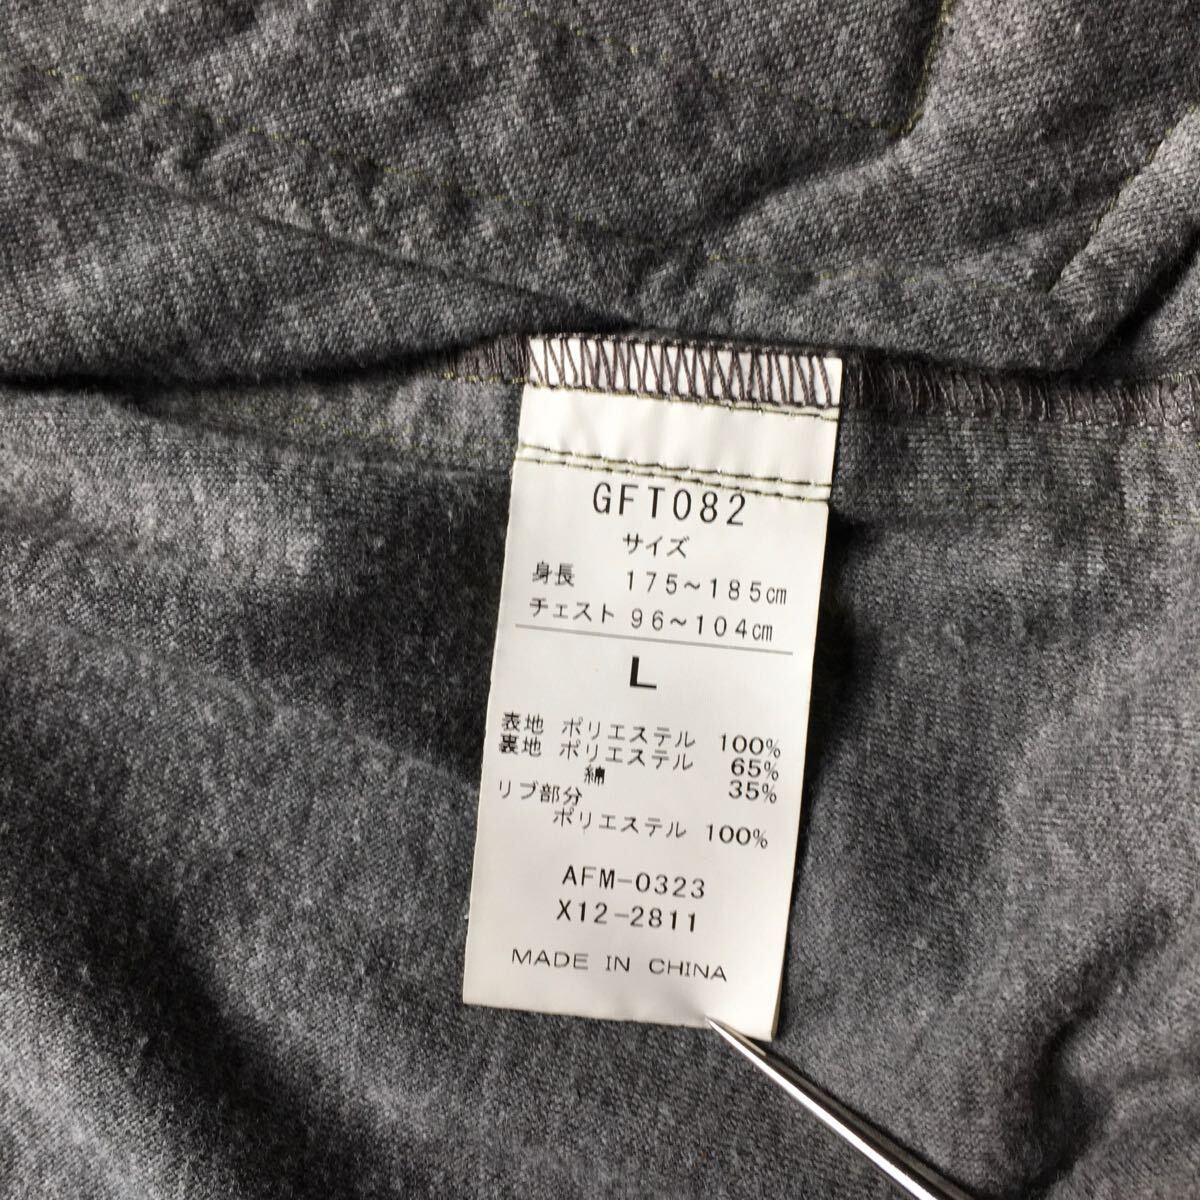 GFT082
サイズ
身長 175~185cm
チェスト 96~104cm
L
表地 ポリエステル 100%
裏地 ポリエステル 65%
綿 35%
リブ部分
ポリエステル 100%
AFM-0323
X12-2811
MADE IN CHINA